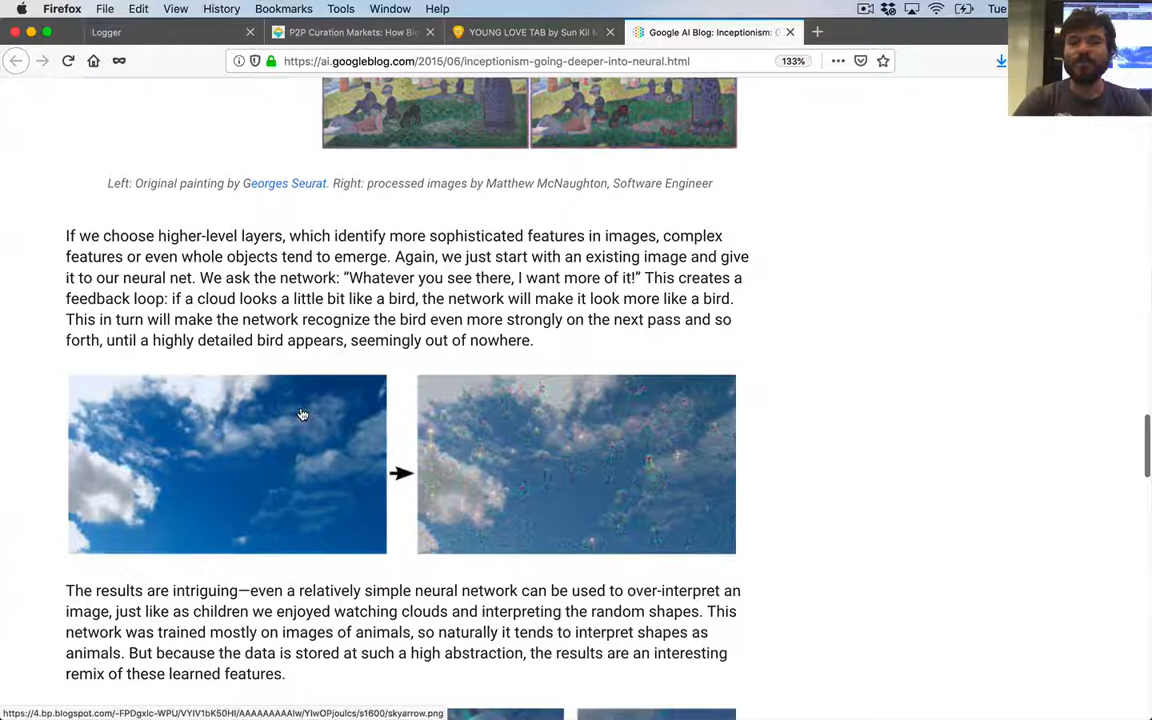 Firefox File Edit View History Bookmarks Tools Window Help Tue
Logger P2P Curation Markets: How YOUNG LOVE TAB by Sun Kil Google AI Blog: Inceptionism:
https://ai.googleblog.com/2015/06/inceptionism-going-deeper-into-neural.html 133%
Left: Original painting by Georges Seurat. Right: processed images by Matthew McNaughton, Software Engineer
If we choose higher-level layers, which identify more sophisticated features in images, complex
features or even whole objects tend to emerge. Again, we just start with an existing image and give
it to our neural net. We ask the network: “Whatever you see there, I want more of it!” This creates a
feedback loop: if a cloud looks a little bit like a bird, the network will make it look more like a bird.
This in turn will make the network recognize the bird even more strongly on the next pass and so
forth, until a highly detailed bird appears, seemingly out of nowhere.
The results are intriguing—even a relatively simple neural network can be used to over-interpret an
image, just like as children we enjoyed watching clouds and interpreting the random shapes. This
network was trained mostly on images of animals, so naturally it tends to interpret shapes as
animals. But because the data is stored at such a high abstraction, the results are an interesting
remix of these learned features.